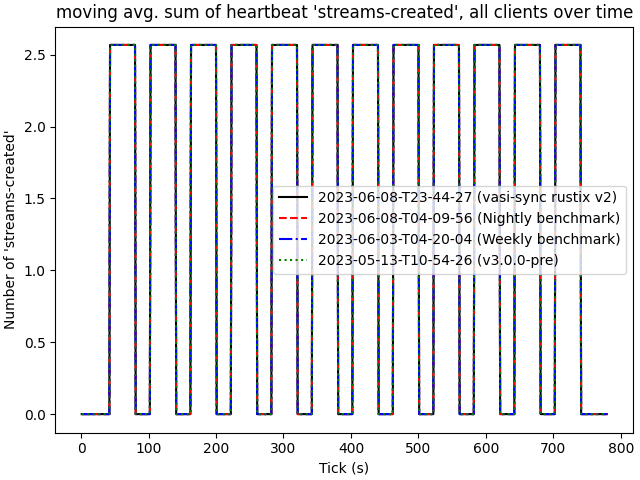 moving avg. sum of heartbeat 'streams-created', all clients over time
Number of 'streams-created'
2.5
2.0
1.5
1.0
0.5
0.0
2023-06-08-T23-44-27 (vasi-sync rustix v2)
2023-06-08-T04-09-56 (Nightly benchmark)
2023-06-03-T04-20-04 (Weekly benchmark)
2023-05-13-T10-54-26 (v3.0.0-pre)
0 100 200 300 400 500 600 700 800
Tick (s)